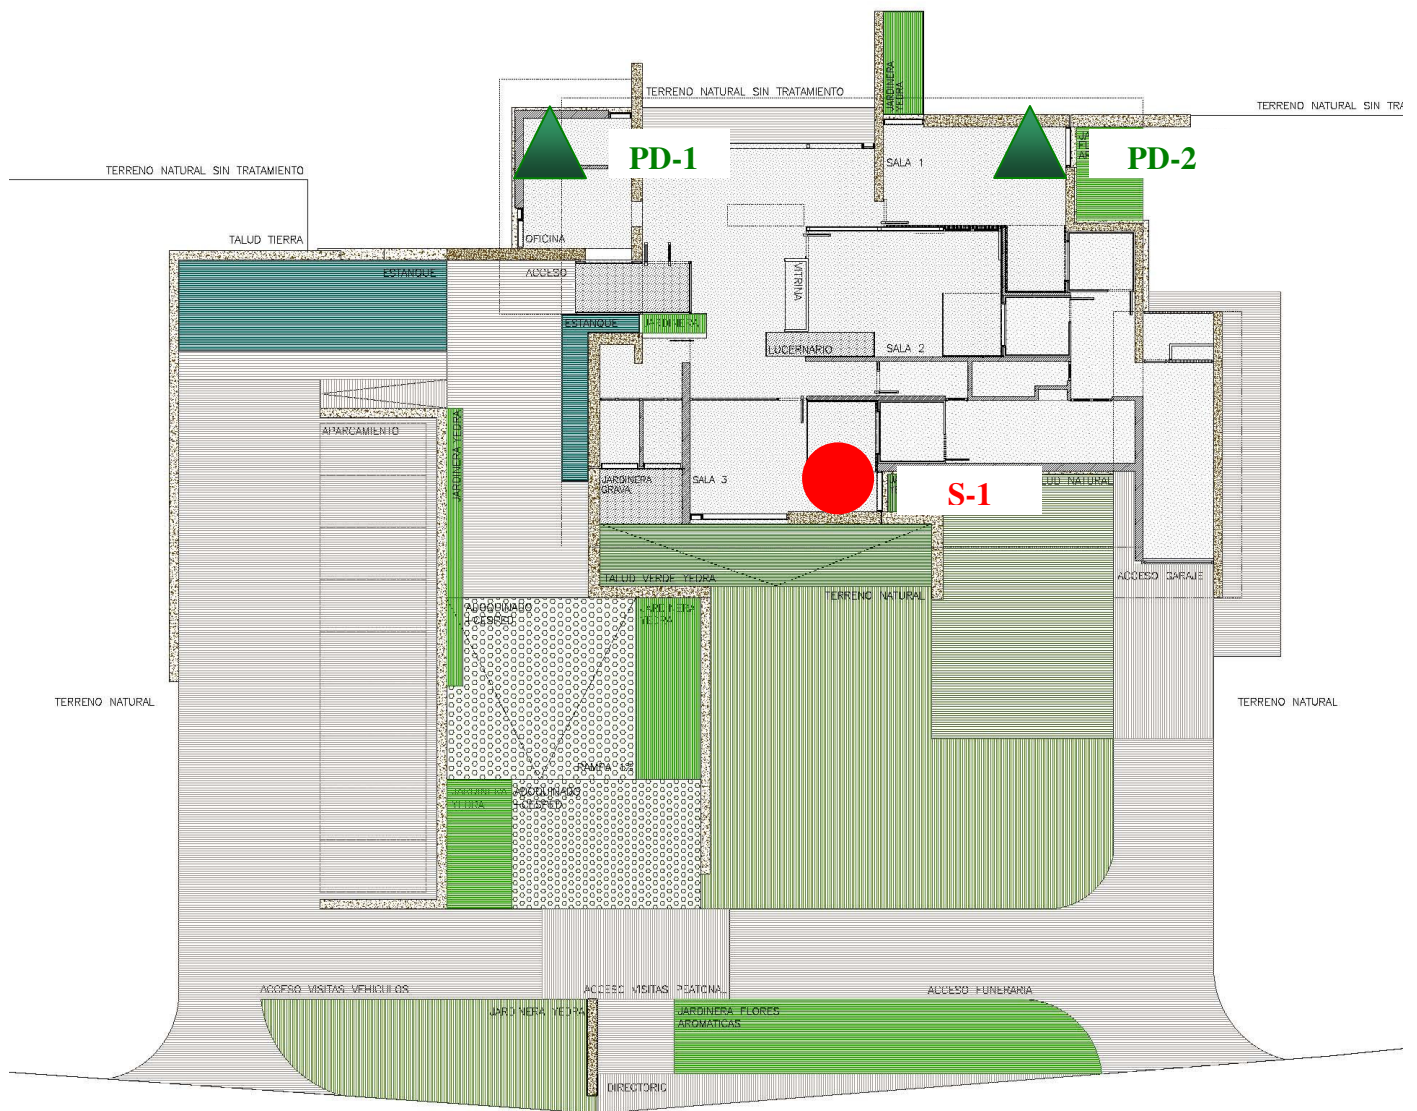 JARDINERA
YEDRA
TERRENO NATURAL SIN TRATAMIENTO
TERRENO NATURAL SIN TRA
PD-1
SALA 1
PD-2
TERRENO NATURAL SIN TRATAMIENTO
TALUD TIERRA
OFICINA
ESTANQUE
ACCESO
VITRINA
ESTANQUE
JARDINERA
LUCERNARIO
SALA 2
APARCAMIENTO
JARDINERA YEDRA
JARDINERA
GRAVA
SALA 3
S-1
TALUD VERDE YEDRA
ACCESO GARAJE
TERRENO NATURAL
ADOQUINADO
+CESPED
JARDINERA
YEDRA
TERRENO NATURAL
TERRENO NATURAL
RAMPA
JARDINERA
YEDRA
ADOQUINADO
+CESPED
ACCESO VISITAS VEHICULOS
ACCESO VISITAS PEATONAL
ACCESO FUNERARIA
JARDINERA YEDRA
JARDINERA FLORES
AROMATICAS
DIRECTORIO